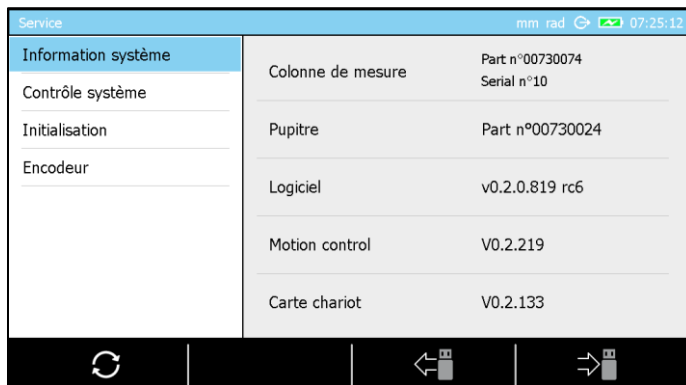 Service mm rad 07:25:12
Information système
Contrôle système
Initialisation
Encodeur
Colonne de mesure Part n°00730074
Serial n°10
Pupitre Part nº00730024
Logiciel v0.2.0.819 rc6
Motion control V0.2.219
Carte chariot V0.2.133